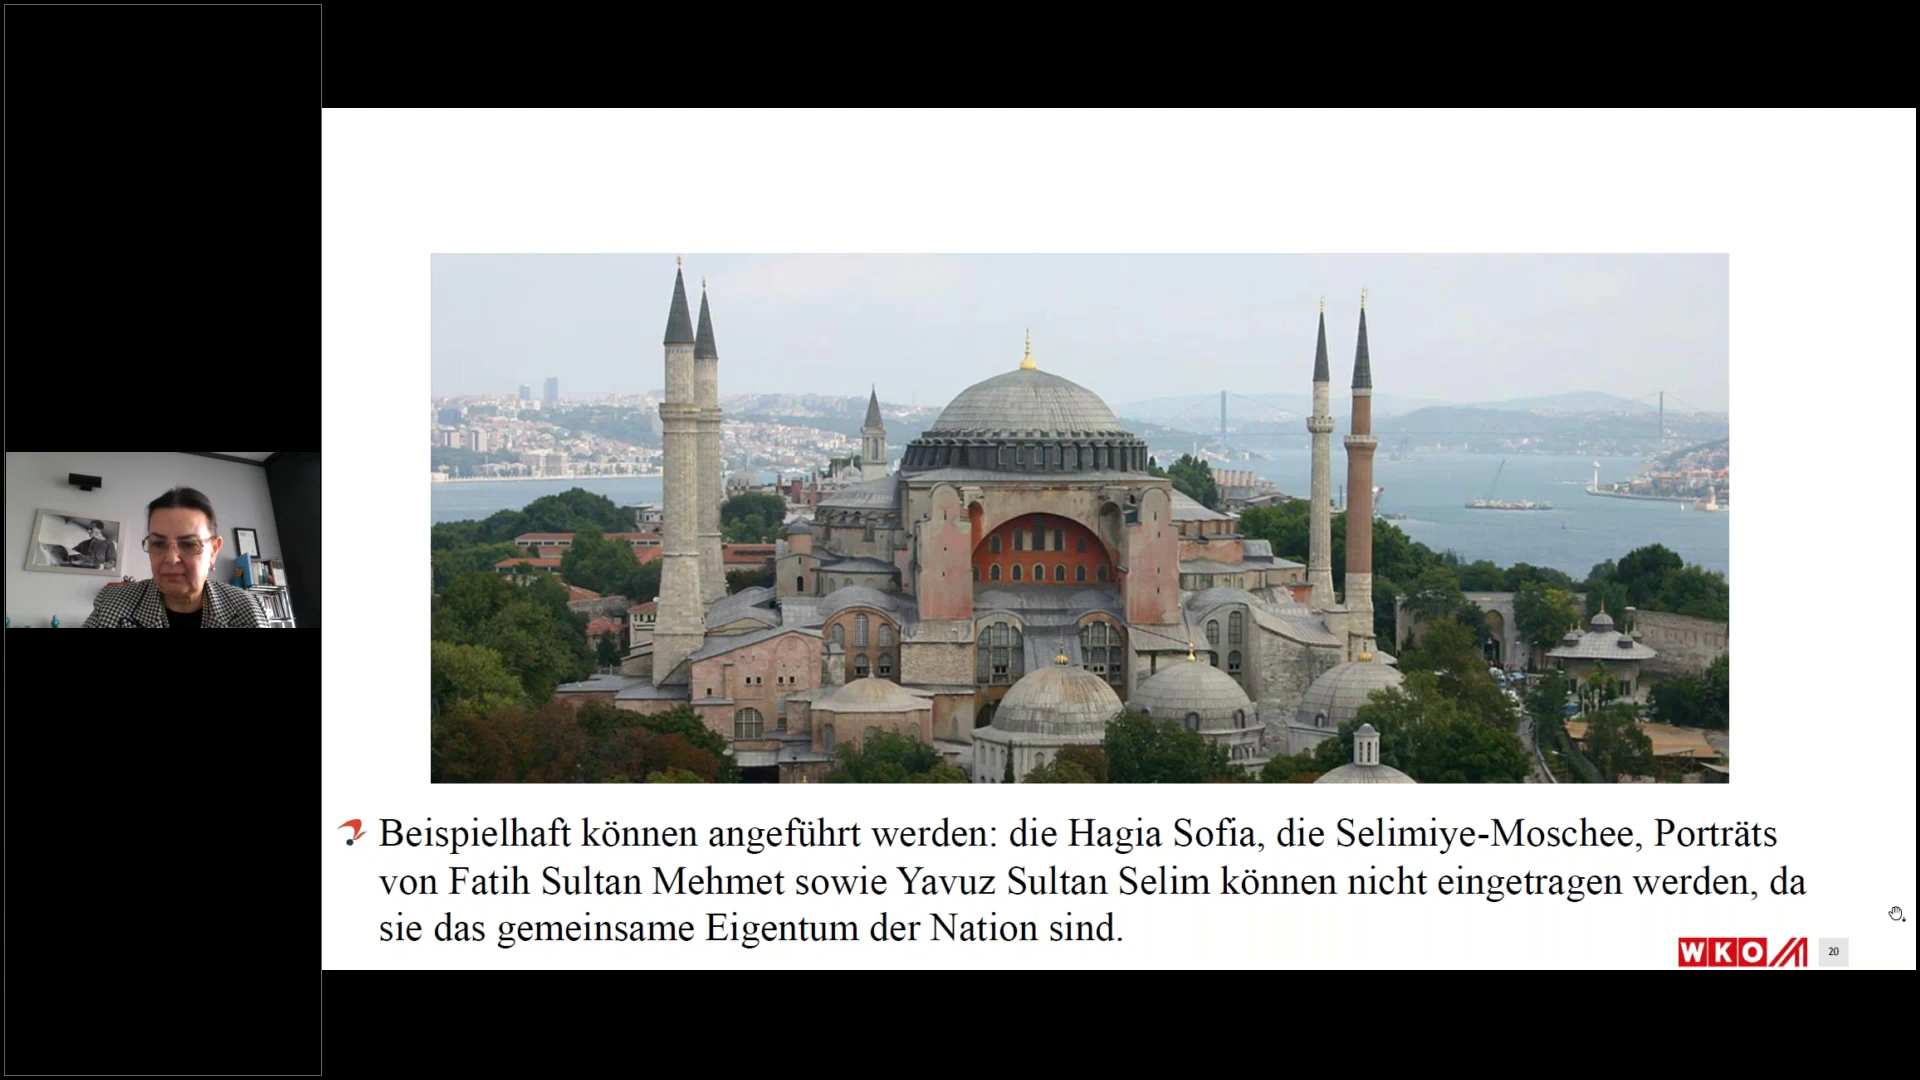 Beispielhaft können angeführt werden: die Hagia Sofia, die Selimiye-Moschee, Porträts
von Fatih Sultan Mehmet sowie Yavuz Sultan Selim können nicht eingetragen werden, da
sie das gemeinsame Eigentum der Nation sind.
WKO
20